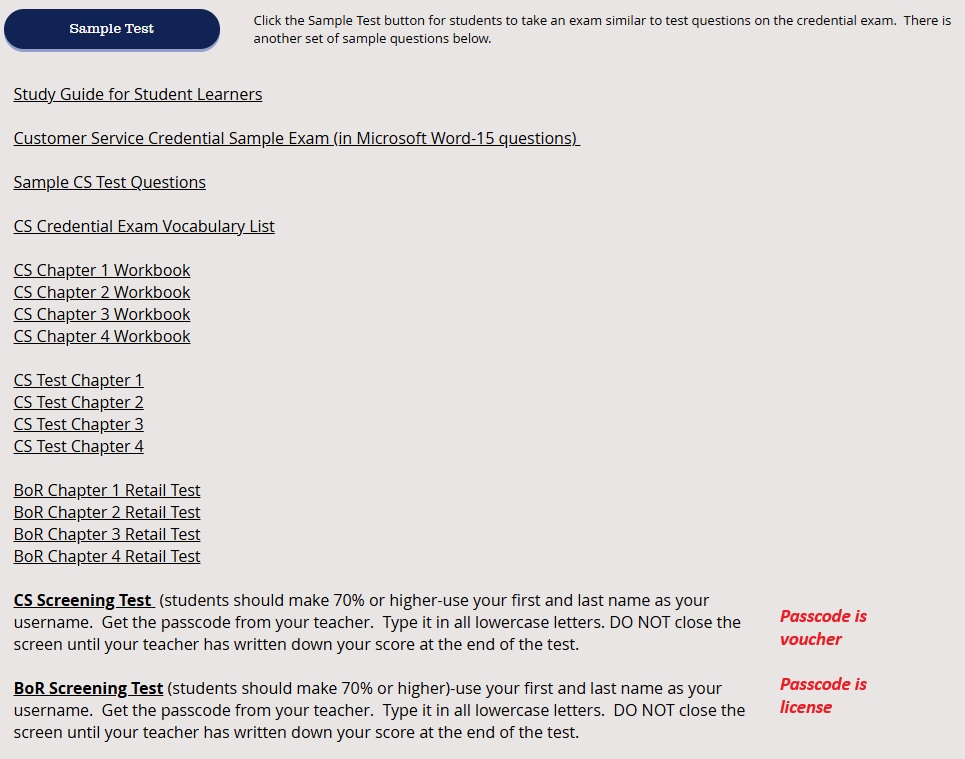 Sample Test
Click the Sample Test button for students to take an exam similar to test questions on the credential exam.  There is
another set of sample questions below.
Study Guide for Student Learners
Customer Service Credential Sample Exam (in Microsoft Word-15 questions)
Sample CS Test Questions
CS Credential Exam Vocabulary List
CS Chapter 1 Workbook
CS Chapter 2 Workbook
CS Chapter 3 Workbook
CS Chapter 4 Workbook
CS Test Chapter 1
CS Test Chapter 2
CS Test Chapter 3
CS Test Chapter 4
BoR Chapter 1 Retail Test
BoR Chapter 2 Retail Test
BoR Chapter 3 Retail Test
BoR Chapter 4 Retail Test
CS Screening Test  (students should make 70% or higher-use your first and last name as your
username.  Get the passcode from your teacher.  Type it in all lowercase letters. DO NOT close the
screen until your teacher has written down your score at the end of the test.
Passcode is
voucher
BoR Screening Test (students should make 70% or higher)-use your first and last name as your
username.  Get the passcode from your teacher.  Type it in all lowercase letters.  DO NOT close the
screen until your teacher has written down your score at the end of the test.
Passcode is
license